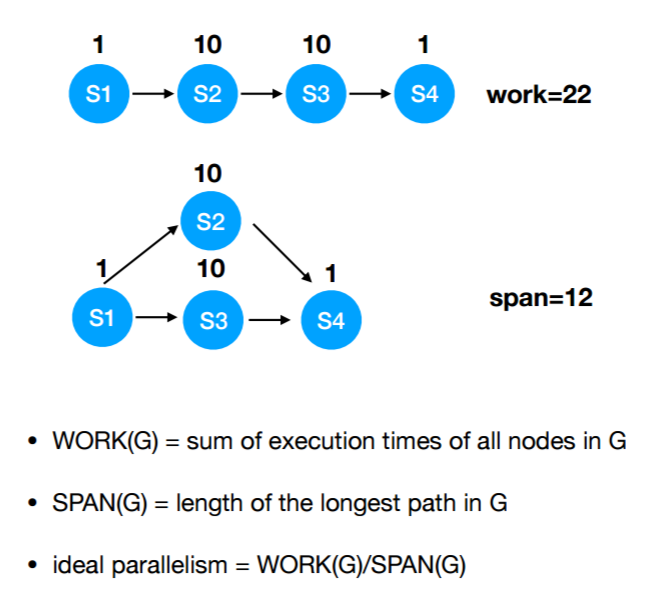 1 10 10 1
S1 S2 S3 S4 work=22
10
S2
1 10 1
S1 S3 S4 span=12
• WORK(G) = sum of execution times of all nodes in G
• SPAN(G) = length of the longest path in G
• ideal parallelism = WORK(G)/SPAN(G)